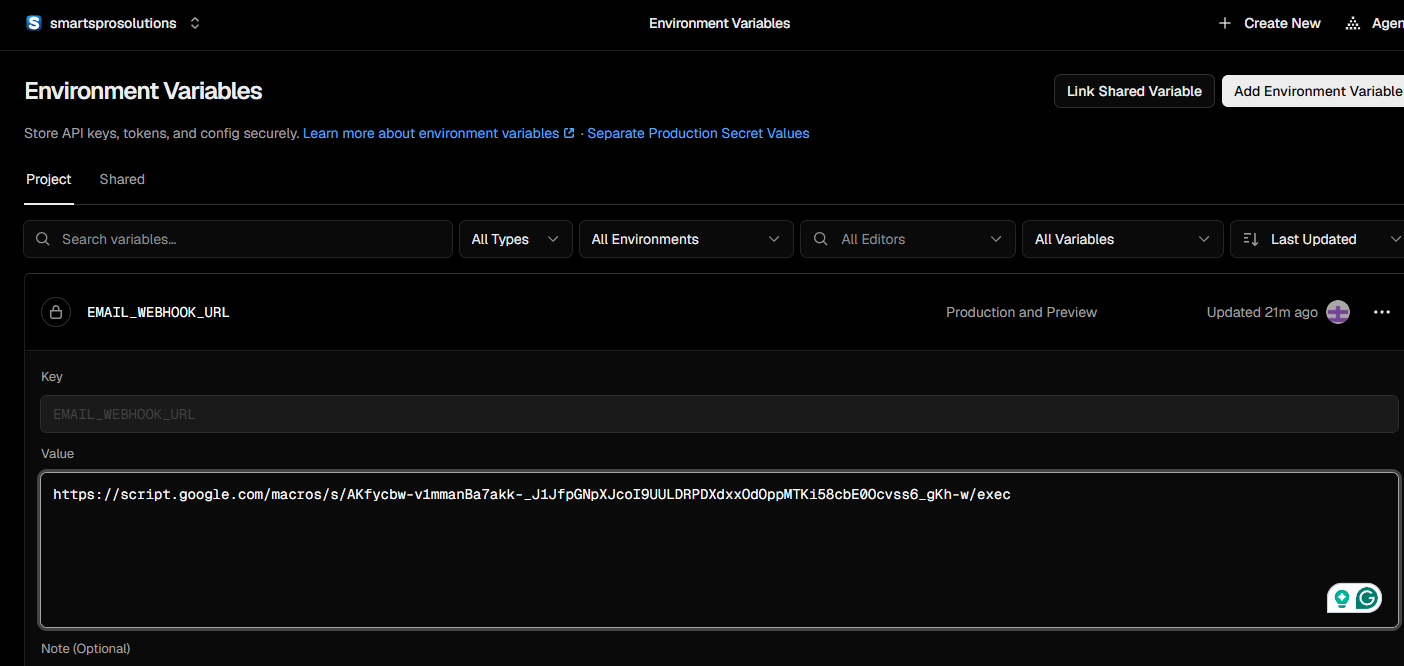 smartsprosolutions
Environment Variables
Create New
Agen
Environment Variables
Link Shared Variable
Add Environment Variable
Store API keys, tokens, and config securely. Learn more about environment variables · Separate Production Secret Values
Project
Shared
Search variables...
All Types
All Environments
All Editors
All Variables
Last Updated
EMAIL_WEBHOOK_URL
Production and Preview
Updated 21m ago
Key
EMAIL_WEBHOOK_URL
Value
https://script.google.com/macros/s/AKfycbw-v1mmanBa7akk-_J1JfpGNpXJcoI9UULDRPDXdxxOdOppMTKi58cbE0Ocvss6_gKh-w/exec
Note (Optional)